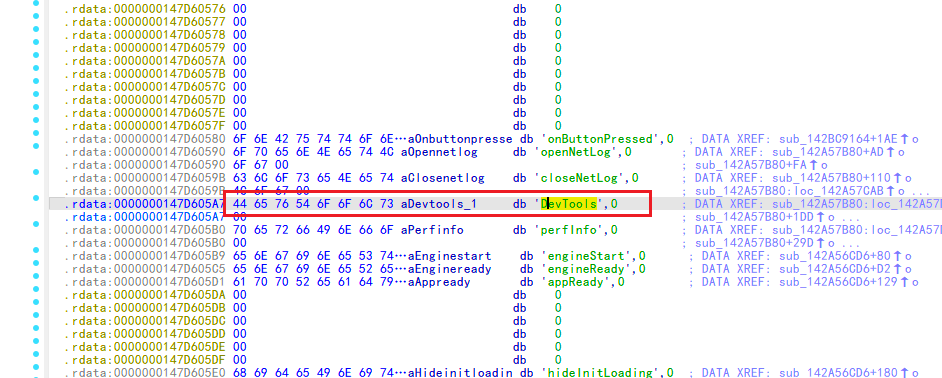 .rdata:0000000147D60576 00 db 0
.rdata:0000000147D60577 00 db 0
.rdata:0000000147D60578 00 db 0
.rdata:0000000147D60579 00 db 0
.rdata:0000000147D6057A 00 db 0
.rdata:0000000147D6057B 00 db 0
.rdata:0000000147D6057C 00 db 0
.rdata:0000000147D6057D 00 db 0
.rdata:0000000147D6057E 00 db 0
.rdata:0000000147D6057F 00 db 0
.rdata:0000000147D60580 6F 6E 42 75 74 74 6F 6E…aOnbuttonpresse db 'onButtonPressed',0 ; DATA XREF: sub_142BC9164+1AE↑o
.rdata:0000000147D60590 6F 70 65 6E 4E 65 74 4C aOpennetlog db 'openNetLog',0 ; DATA XREF: sub_142A57B80+AD↑o
.rdata:0000000147D60590 6F 67 00 ; sub_142A57B80+FA↑o
.rdata:0000000147D6059B 63 6C 6F 73 65 4E 65 74 aClosenetlog db 'closeNetLog',0 ; DATA XREF: sub_142A57B80+110↑o
.rdata:0000000147D6059B 4C 6F 67 00 ; sub_142A57B80:loc_142A57CAB↑o
.rdata:0000000147D605A7 44 65 76 54 6F 6F 6C 73 aDevtools_1 db 'DevTools',0 ; DATA XREF: sub_142A57B80:loc_142A57D
.rdata:0000000147D605A7 00 ; sub_142A57B80+1DD↑o ...
.rdata:0000000147D605B0 70 65 72 66 49 6E 66 6F aPerfinfo db 'perfInfo',0 ; DATA XREF: sub_142A57B80:loc_142A57
.rdata:0000000147D605B0 00 ; sub_142A57B80+29D↑o ...
.rdata:0000000147D605B9 65 6E 67 69 6E 65 53 74…aEnginestart db 'engineStart',0 ; DATA XREF: sub_142A56CD6+80↑o
.rdata:0000000147D605C5 65 6E 67 69 6E 65 52 65…aEngineready db 'engineReady',0 ; DATA XREF: sub_142A56CD6+D2↑o
.rdata:0000000147D605D1 61 70 70 52 65 61 64 79…aAppready db 'appReady',0 ; DATA XREF: sub_142A56CD6+129↑o
.rdata:0000000147D605DA 00 db 0
.rdata:0000000147D605DB 00 db 0
.rdata:0000000147D605DC 00 db 0
.rdata:0000000147D605DD 00 db 0
.rdata:0000000147D605DE 00 db 0
.rdata:0000000147D605DF 00 db 0
.rdata:0000000147D605E0 68 69 64 65 49 6E 69 74…aHideinitloadin db 'hideInitLoading',0 ; DATA XREF: sub_142A56CD6+180↑o